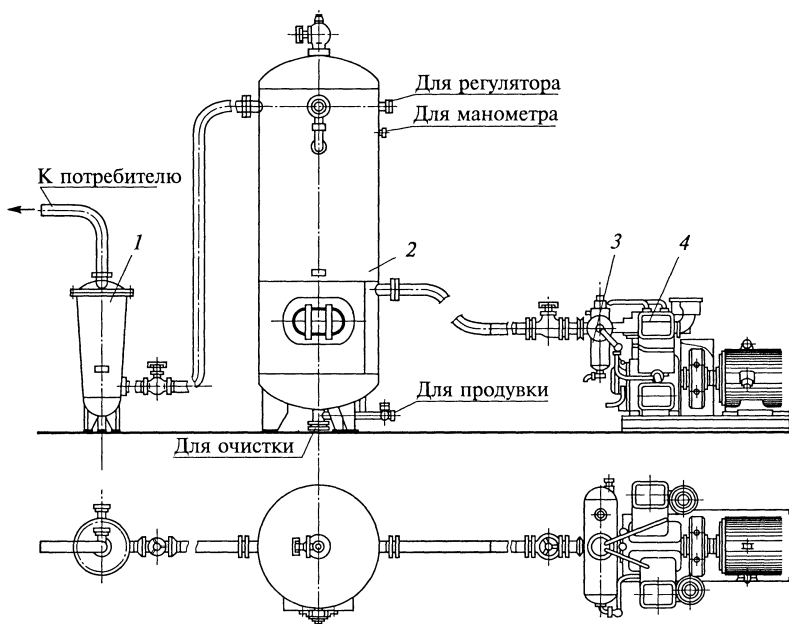 Для регулятора
Для манометра
К потребителю
1
2
3
4
Для продувки
Для очистки